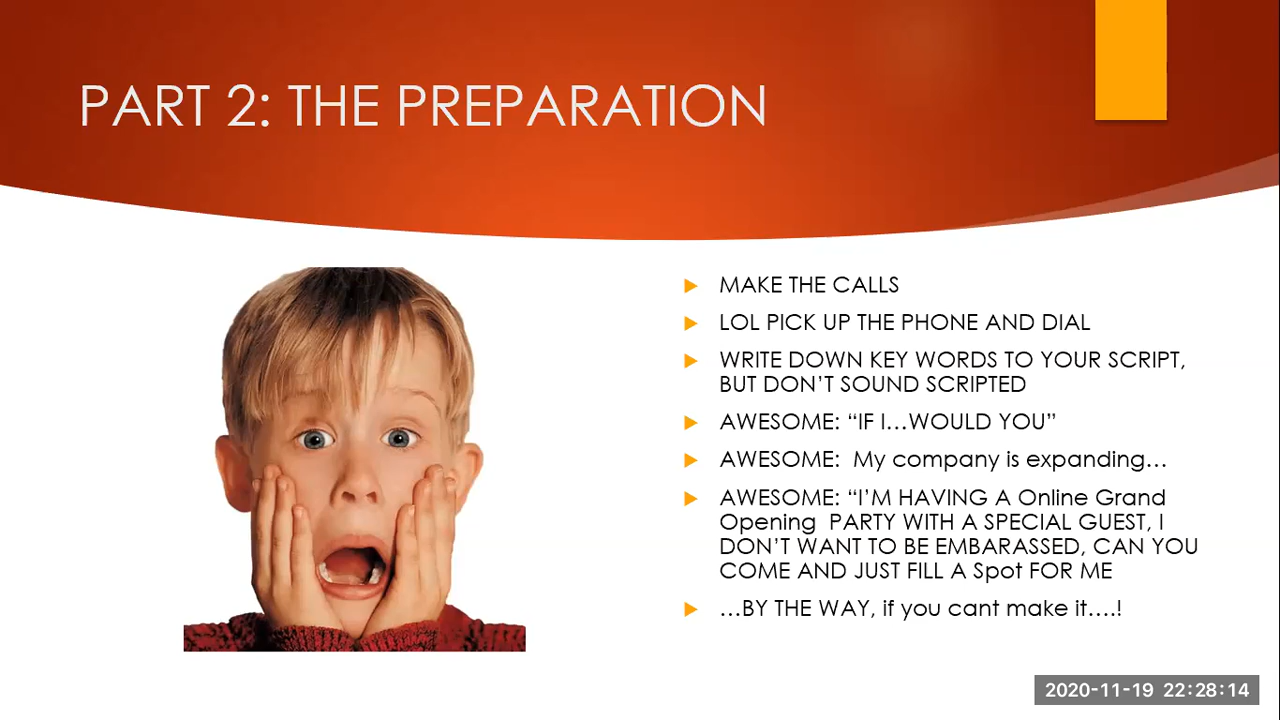 PART 2: THE PREPARATION
MAKE THE CALLS
LOL PICK UP THE PHONE AND DIAL
WRITE DOWN KEY WORDS TO YOUR SCRIPT,
BUT DON’T SOUND SCRIPTED
AWESOME: “IF I…WOULD YOU”
AWESOME:  My company is expanding…
AWESOME: “I’M HAVING A Online Grand
Opening  PARTY WITH A SPECIAL GUEST, I
DON’T WANT TO BE EMBARASSED, CAN YOU
COME AND JUST FILL A Spot FOR ME
…BY THE WAY, if you cant make it….!
2020-11-19 22:28:14